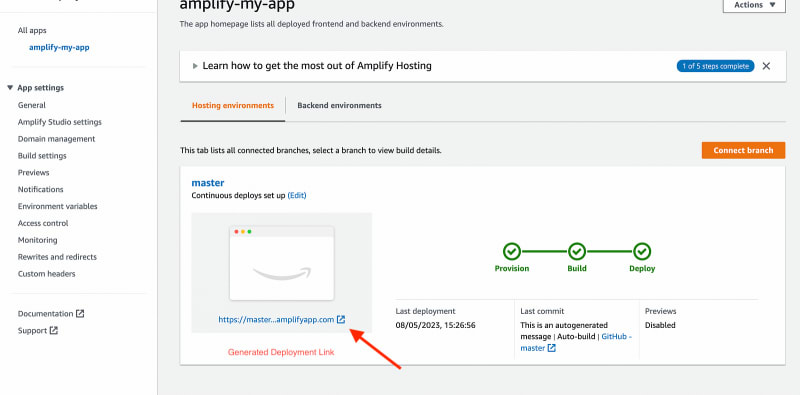 All apps
amplify-my-app
App settings
General
Amplify Studio settings
Domain management
Build settings
Previews
Notifications
Environment variables
Access control
Monitoring
Rewrites and redirects
Custom headers
Documentation
Support
amplify-my-app
Actions
The app homepage lists all deployed frontend and backend environments.
Learn how to get the most out of Amplify Hosting
1 of 5 steps complete
Hosting environments
Backend environments
This tab lists all connected branches, select a branch to view build details.
Connect branch
master
Continuous deploys set up (Edit)
https://master...amplifyapp.com
Generated Deployment Link
Provision
Build
Deploy
Last deployment
08/05/2023, 15:26:56
Last commit
This is an autogenerated
message | Auto-build | GitHub -
master
Previews
Disabled